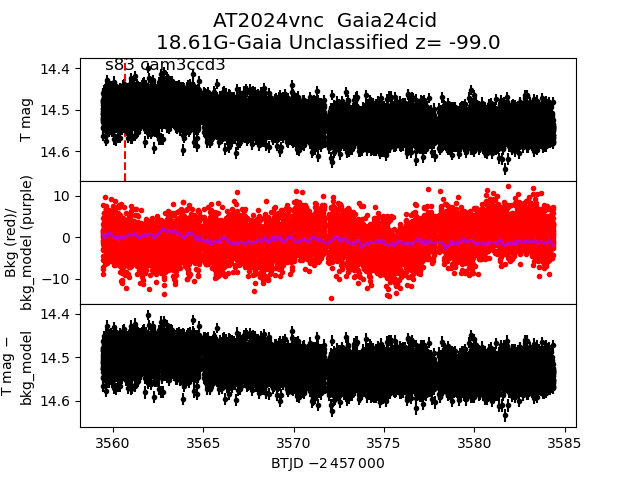 AT2024vnc  Gaia24cid
18.61G-Gaia Unclassified z= -99.0
s83 cam3ccd3
14.4
14.5
14.6
T mag
10
0
−10
Bkg (red)/
bkg_model (purple)
14.4
14.5
14.6
T mag −
bkg_model
3560 3565 3570 3575 3580 3585
BTJD −2 457 000